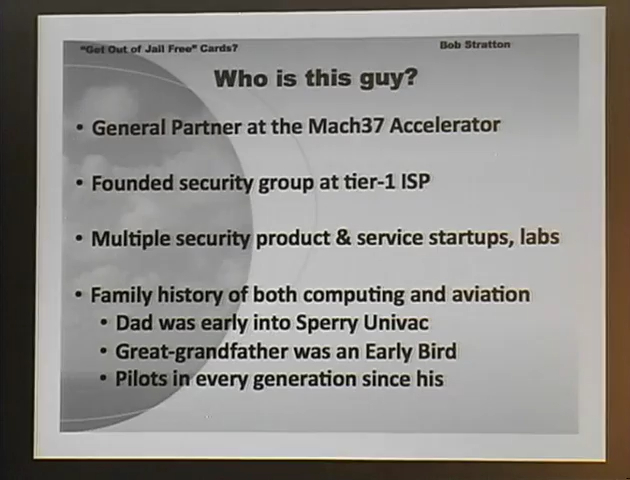 "Get Out of Jail Free" Cards?
Bob Stratton
Who is this guy?
• General Partner at the Mach37 Accelerator
• Founded security group at tier-1 ISP
• Multiple security product & service startups, labs
• Family history of both computing and aviation
• Dad was early into Sperry Univac
• Great-grandfather was an Early Bird
• Pilots in every generation since his